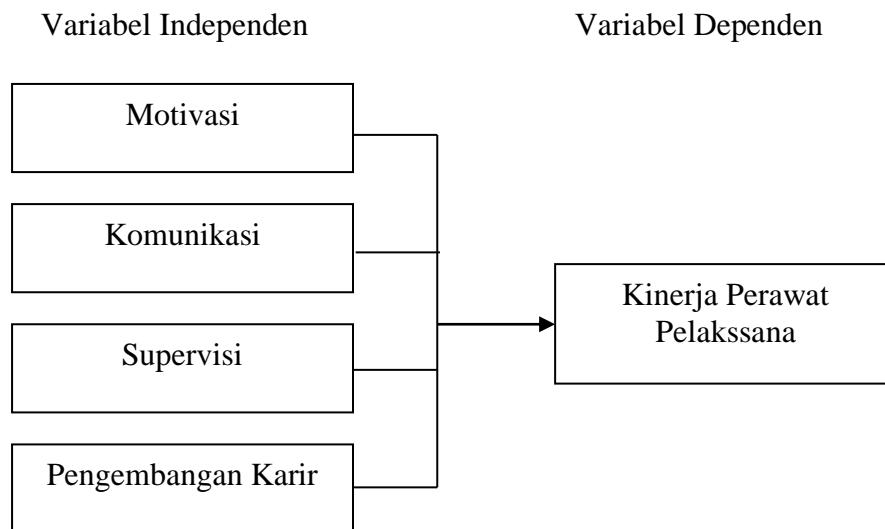 Variabel Independen
Variabel Dependen
Motivasi
Komunikasi
Supervisi
Pengembangan Karir
Kinerja Perawat
Pelakssana